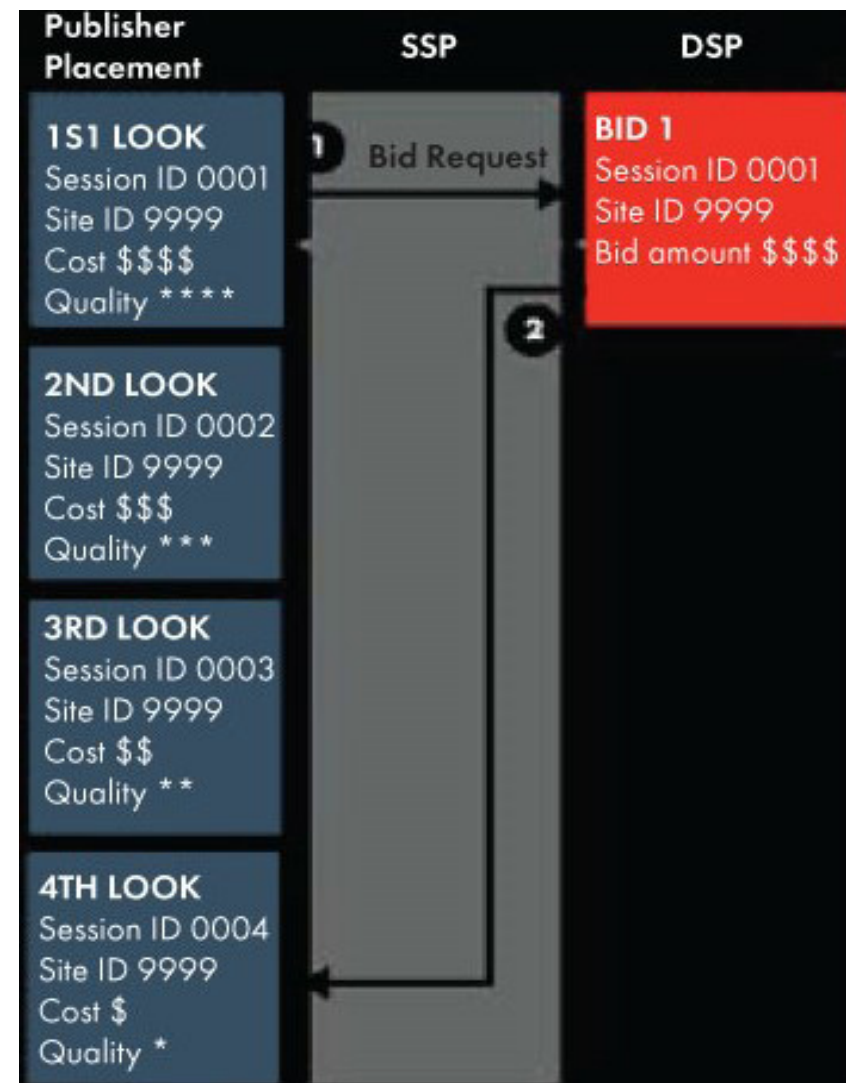 Publisher
Placement
SSP
DSP
1S1 LOOK
Session ID 0001
Site ID 9999
Cost $$$$
Quality ****
1
Bid Request
BID 1
Session ID 0001
Site ID 9999
Bid amount $$$$
2
2ND LOOK
Session ID 0002
Site ID 9999
Cost $$$
Quality ***
3RD LOOK
Session ID 0003
Site ID 9999
Cost $$
Quality **
4TH LOOK
Session ID 0004
Site ID 9999
Cost $
Quality *